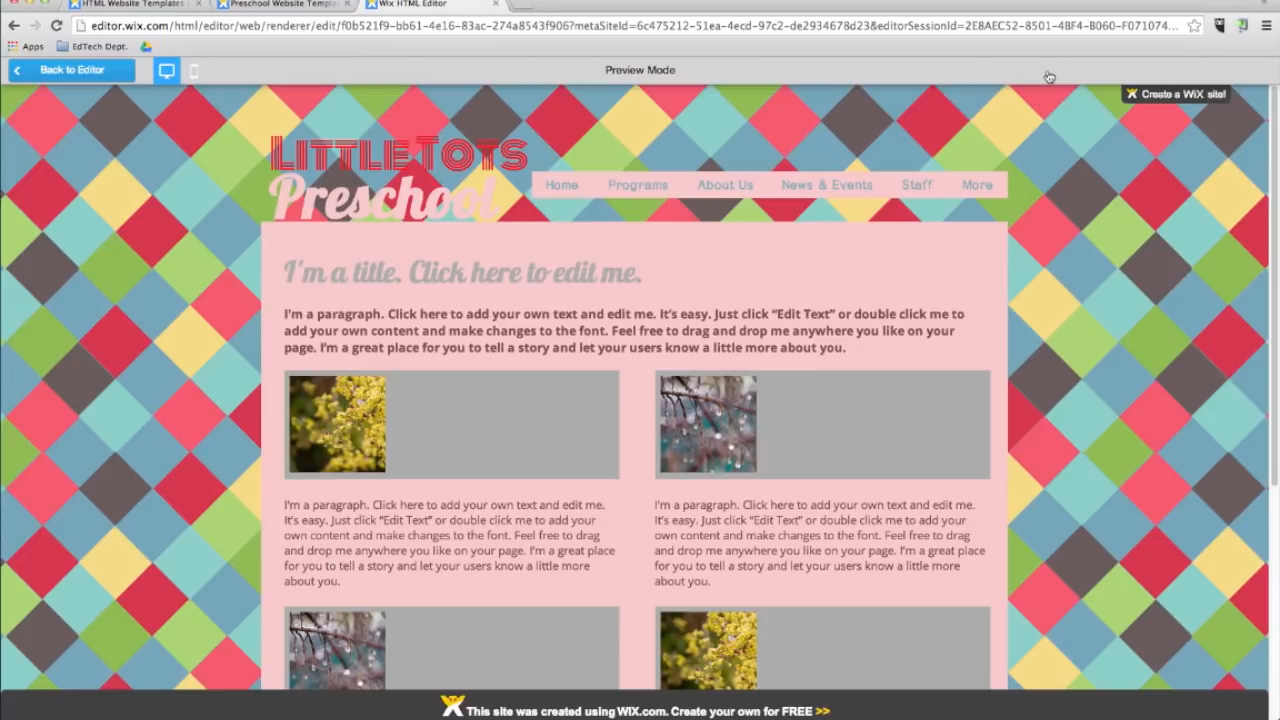 HTML Website Templates
Preschool Website Templ
Wix HTML Editor
editor.wix.com/html/editor/web/renderer/edit/f0b521f9-bb61-4e16-83ac-274a8543f906?metaSiteId=6c475212-51ea-4ecd-97c2-de2934678d23&editorSessionId=2E8AEC52-8501-4BF4-B060-F071074...
Apps EdTech Dept.
Back to Editor
Preview Mode
Create a WiX site!
LittleTots
Preschool
Home Programs About Us News & Events Staff More
I'm a title. Click here to edit me.
I'm a paragraph. Click here to add your own text and edit me. It's easy. Just click “Edit Text” or double click me to
add your own content and make changes to the font. Feel free to drag and drop me anywhere you like on your
page. I'm a great place for you to tell a story and let your users know a little more about you.
I'm a paragraph. Click here to add your own text and edit me.
It's easy. Just click “Edit Text” or double click me to add your
own content and make changes to the font. Feel free to drag
and drop me anywhere you like on your page. I'm a great place
for you to tell a story and let your users know a little more
about you.
I'm a paragraph. Click here to add your own text and edit me.
It's easy. Just click “Edit Text” or double click me to add your
own content and make changes to the font. Feel free to drag
and drop me anywhere you like on your page. I'm a great place
for you to tell a story and let your users know a little more
about you.
This site was created using WIX.com. Create your own for FREE >>